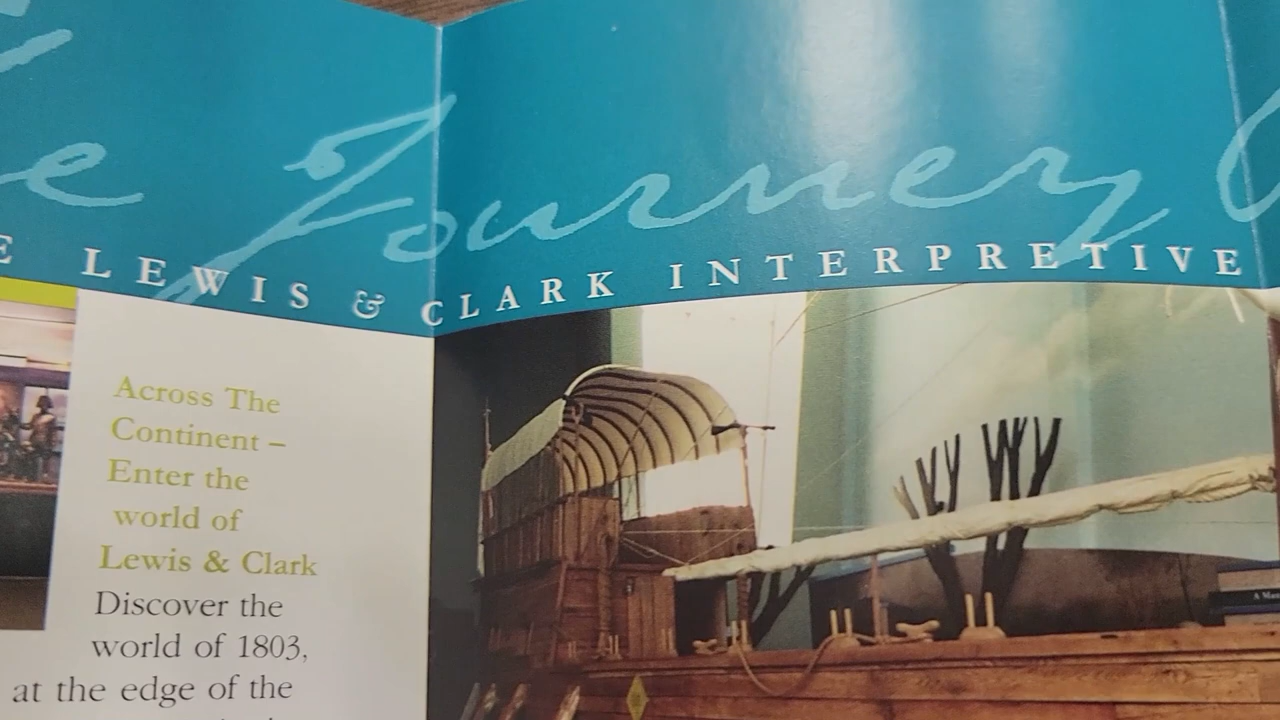 e Journey
E LEWIS & CLARK INTERPRETIVE
Across The
Continent –
Enter the
world of
Lewis & Clark
Discover the
world of 1803,
at the edge of the